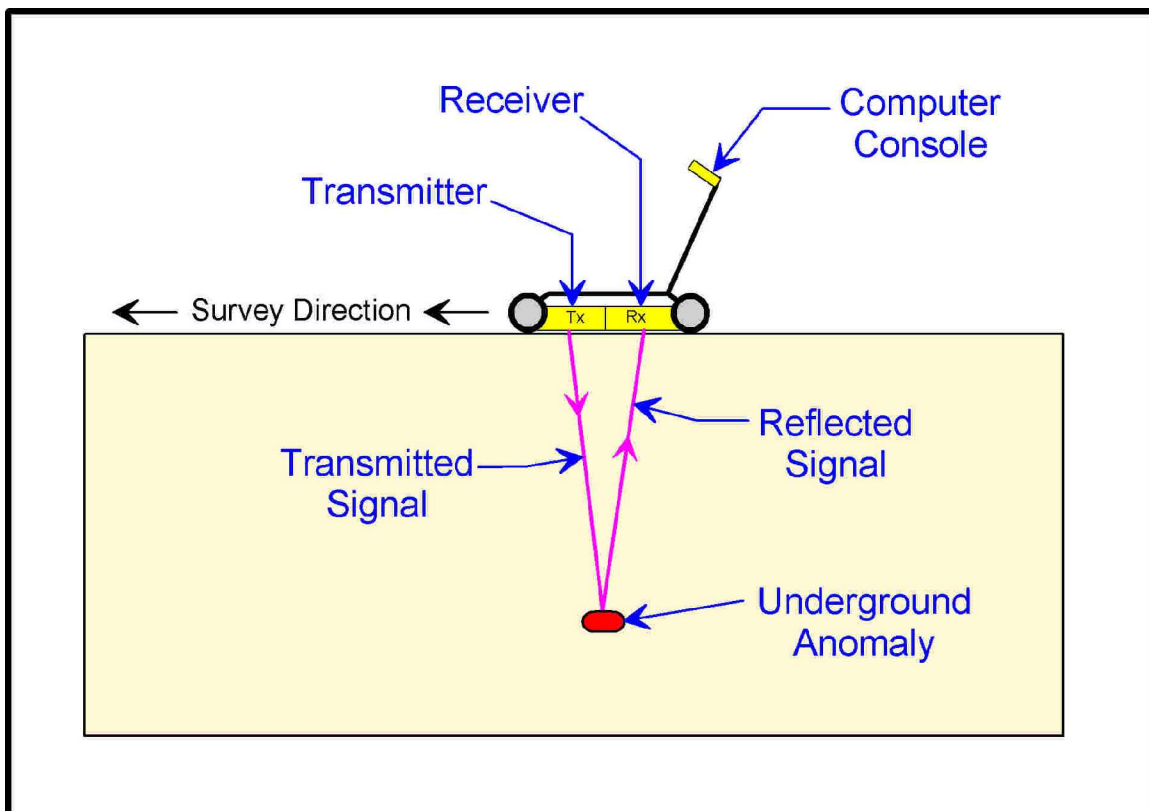 Receiver
Computer
Console
Transmitter
Survey Direction
Tx
Rx
Transmitted
Signal
Reflected
Signal
Underground
Anomaly